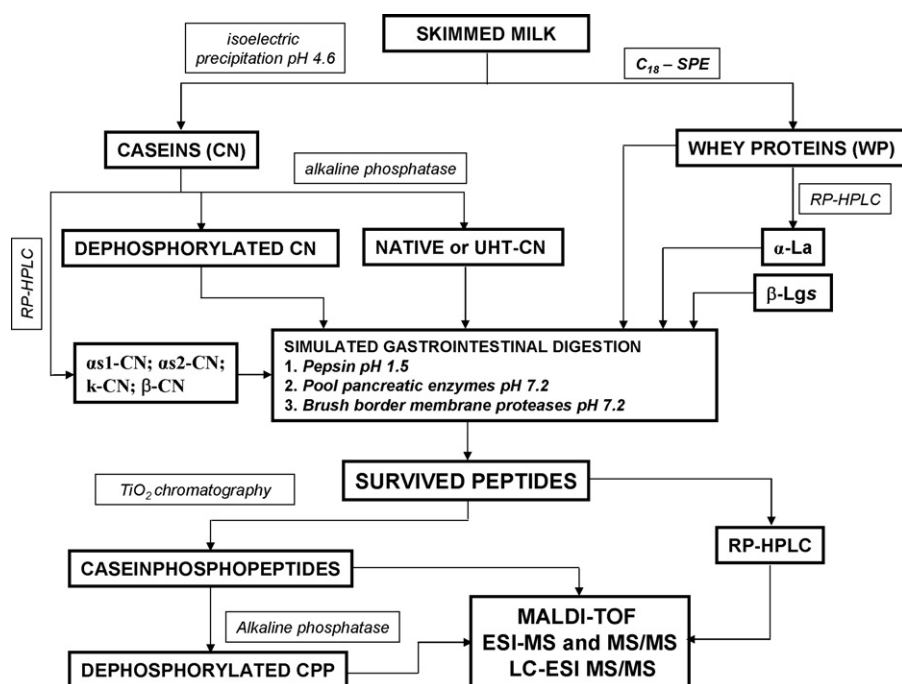 SKIMMED MILK
isoelectric
precipitation pH 4.6
C₁₈ – SPE
CASEINS (CN)
WHEY PROTEINS (WP)
alkaline phosphatase
RP-HPLC
RP-HPLC
DEPHOSPHORYLATED CN
NATIVE or UHT-CN
α-La
β-Lgs
αs1-CN; αs2-CN;
k-CN; β-CN
SIMULATED GASTROINTESTINAL DIGESTION
1. Pepsin pH 1.5
2. Pool pancreatic enzymes pH 7.2
3. Brush border membrane proteases pH 7.2
SURVIVED PEPTIDES
TiO₂ chromatography
RP-HPLC
CASEINPHOSPHOPEPTIDES
MALDI-TOF
ESI-MS and MS/MS
LC-ESI MS/MS
Alkaline phosphatase
DEPHOSPHORYLATED CPP